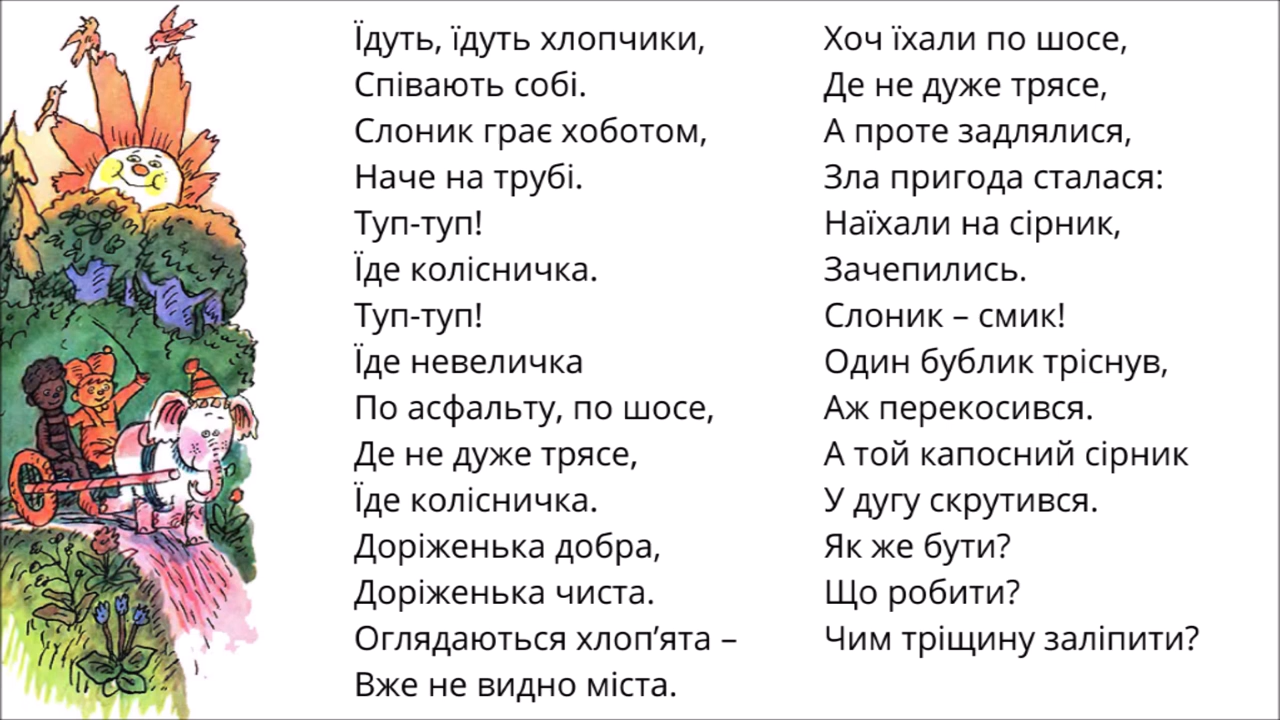 Їдуть, їдуть хлопчики,
Співають собі.
Слоник грає хоботом,
Наче на трубі.
Туп-туп!
Їде колісничка.
Туп-туп!
Їде невеличка
По асфальту, по шосе,
Де не дуже трясе,
Їде колісничка.
Доріженька добра,
Доріженька чиста.
Оглядаються хлоп’ята –
Вже не видно міста.
Хоч їхали по шосе,
Де не дуже трясе,
А проте задлялися,
Зла пригода сталася:
Наїхали на сірник,
Зачепились.
Слоник – смик!
Один бублик тріснув,
Аж перекосився.
А той капосний сірник
У дугу скрутився.
Як же бути?
Що робити?
Чим тріщину заліпити?